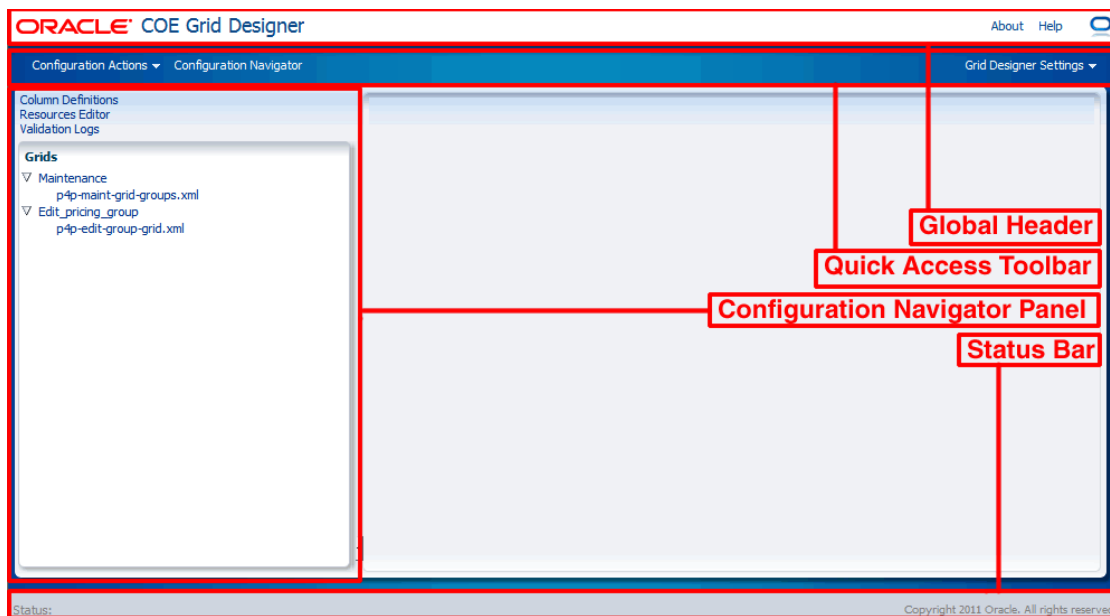 ORACLE COE Grid Designer About Help
Configuration Actions Configuration Navigator Grid Designer Settings
Column Definitions
Resources Editor
Validation Logs
Grids
Maintenance
p4p-maint-grid-groups.xml
Edit_pricing_group
p4p-edit-group-grid.xml
Global Header
Quick Access Toolbar
Configuration Navigator Panel
Status Bar
Status: Copyright 2011 Oracle. All rights reserve